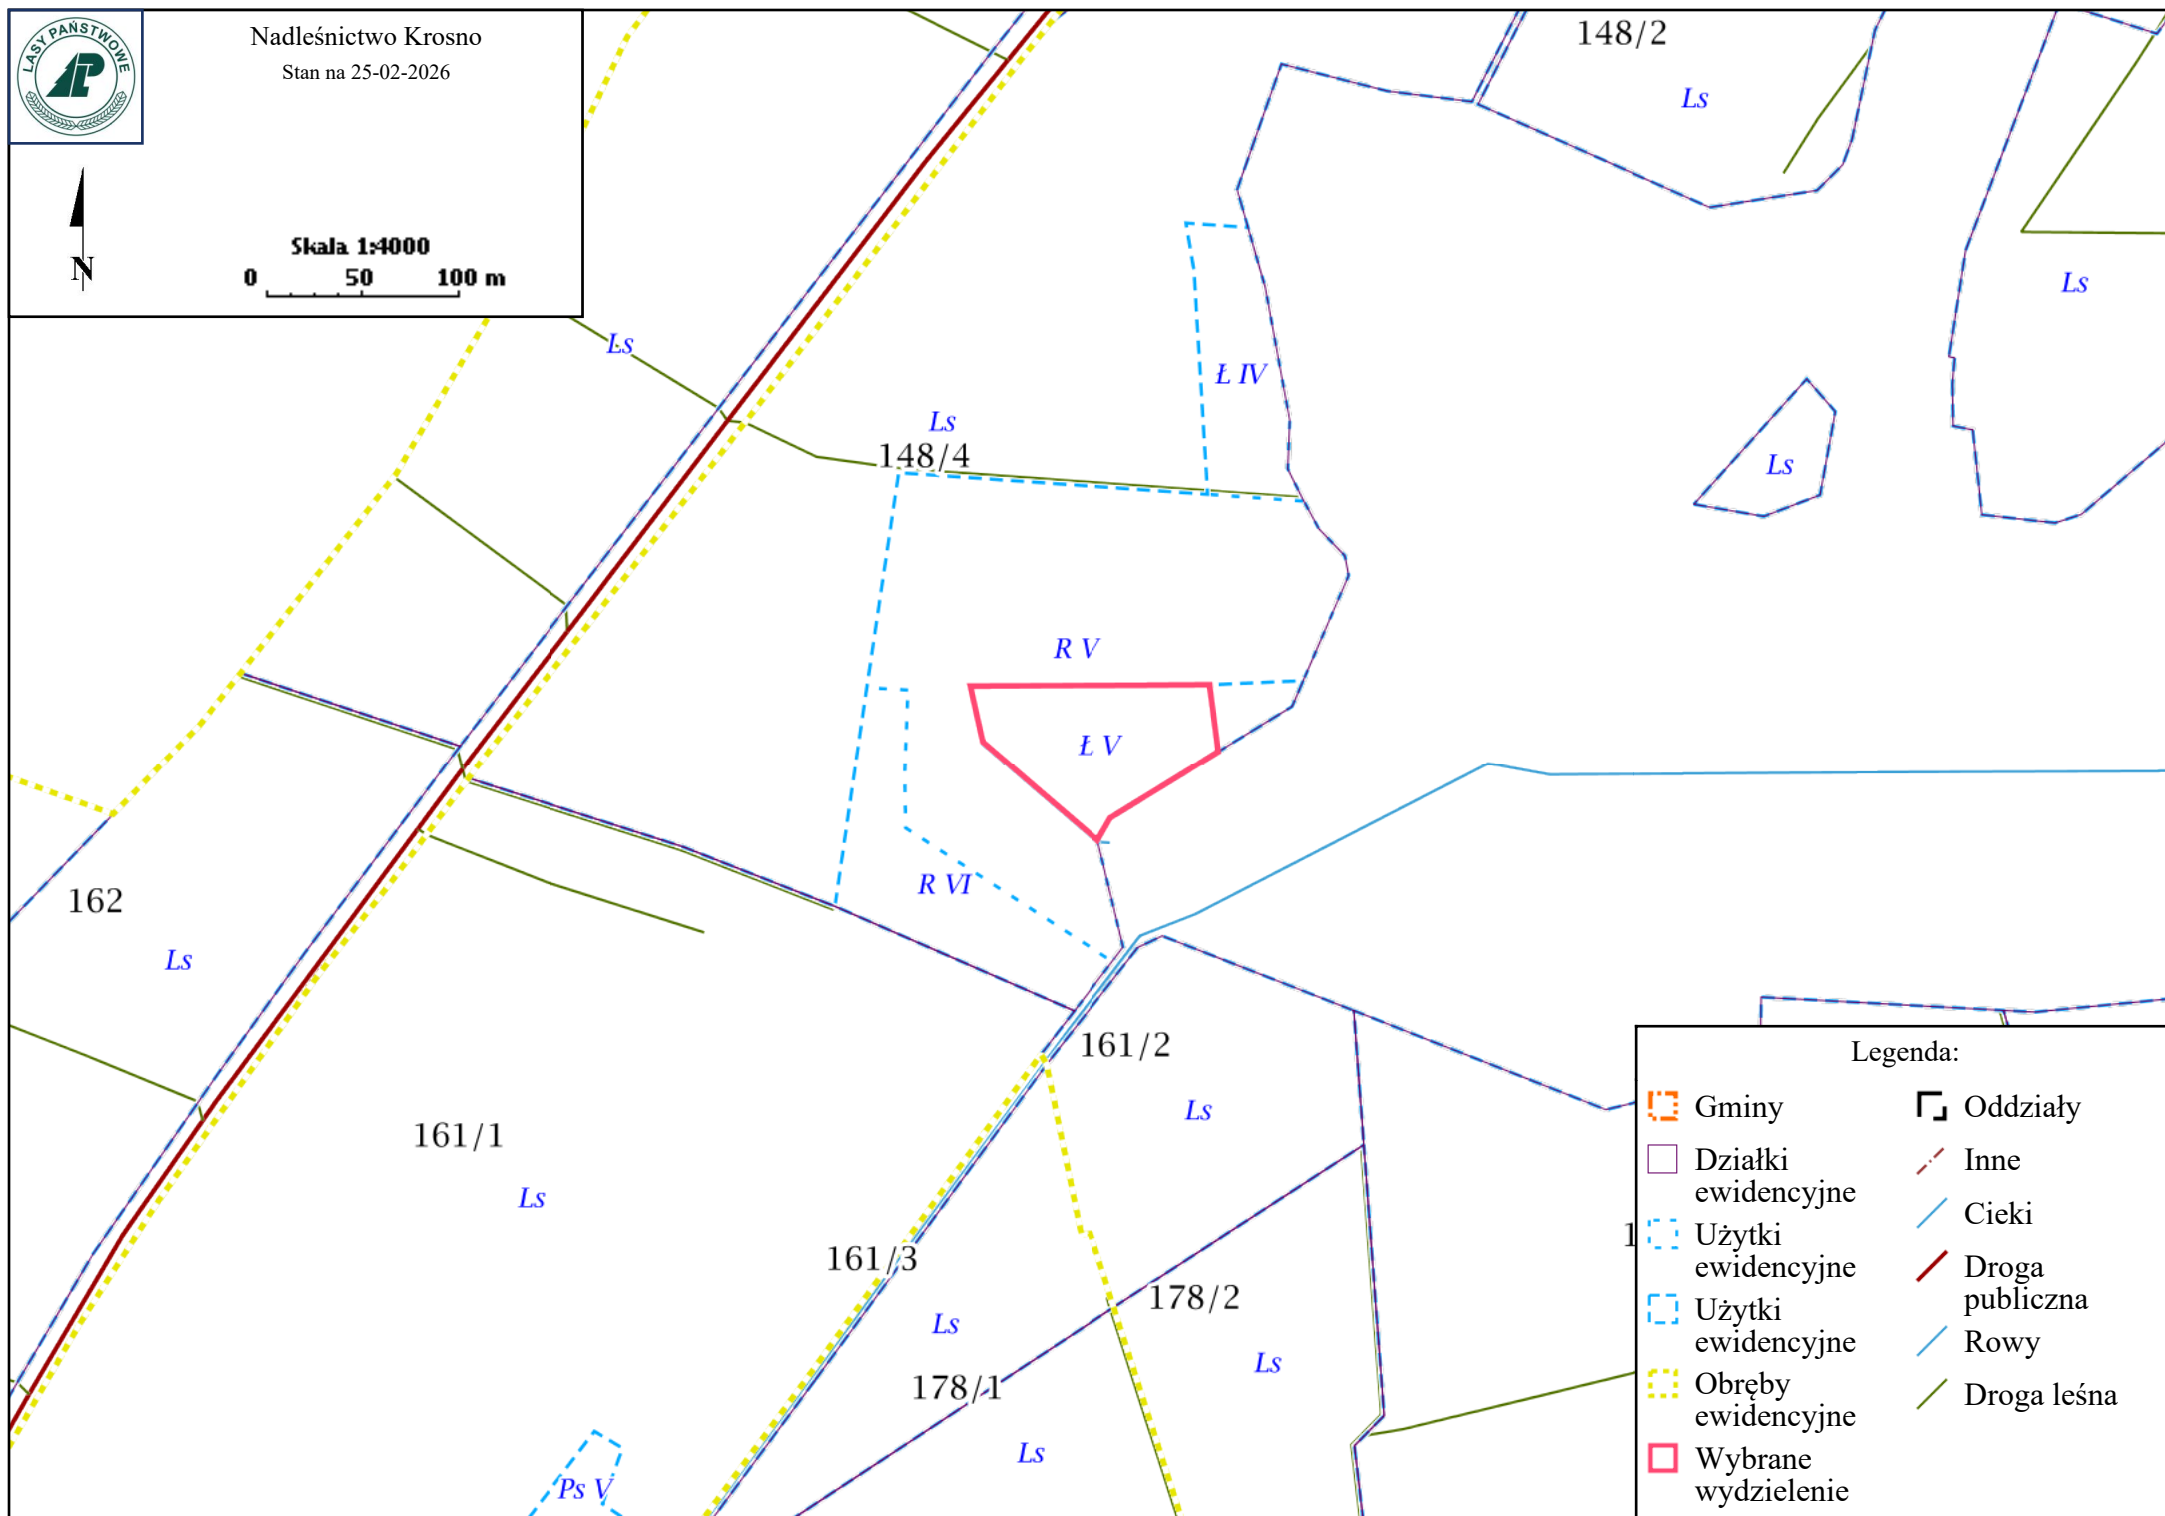 LASY PAŃSTWOWE
Nadleśnictwo Krosno
Stan na 25-02-2026
N
Skala 1:4000
0 50 100 m
148/2
Ls
Ls
Ls
Ł IV
Ls
148/4
Ls
R V
Ł V
R VI
162
Ls
161/2
Ls
161/1
Ls
161/3
178/2
Ls
Ls
178/1
Ls
Ps V
1
Legenda:
Gminy
Działki
ewidencyjne
Użytki
ewidencyjne
Użytki
ewidencyjne
Obręby
ewidencyjne
Wybrane
wydzielenie
Oddziały
Inne
Cieki
Droga
publiczna
Rowy
Droga leśna